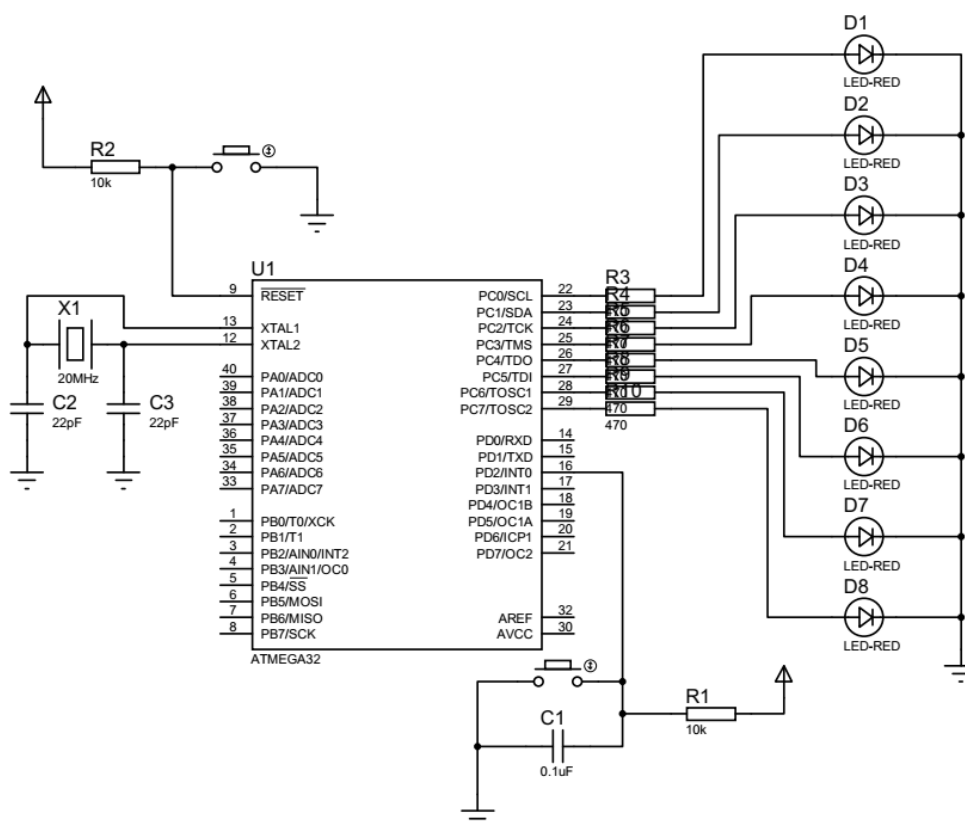 D1
LED-RED
D2
LED-RED
D3
LED-RED
D4
LED-RED
D5
LED-RED
D6
LED-RED
D7
LED-RED
D8
LED-RED
R2
10k
U1
X1
20MHz
C2
22pF
C3
22pF
9 RESET
13 XTAL1
12 XTAL2
40 PA0/ADC0
39 PA1/ADC1
38 PA2/ADC2
37 PA3/ADC3
36 PA4/ADC4
35 PA5/ADC5
34 PA6/ADC6
33 PA7/ADC7
1 PB0/T0/XCK
2 PB1/T1
3 PB2/AIN0/INT2
4 PB3/AIN1/OC0
5 PB4/SS
6 PB5/MOSI
7 PB6/MISO
8 PB7/SCK
PC0/SCL 22
PC1/SDA 23
PC2/TCK 24
PC3/TMS 25
PC4/TDO 26
PC5/TDI 27
PC6/TOSC1 28
PC7/TOSC2 29
PD0/RXD 14
PD1/TXD 15
PD2/INT0 16
PD3/INT1 17
PD4/OC1B 18
PD5/OC1A 19
PD6/ICP1 20
PD7/OC2 21
AREF 32
AVCC 30
ATMEGA32
R3
R4
R5
R6
R7
R8
R9
R10
470
470
C1
0.1uF
R1
10k